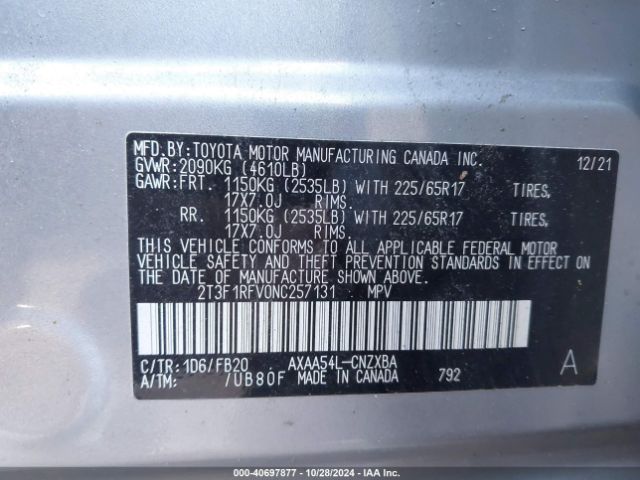 MFD.BY:TOYOTA MOTOR MANUFACTURING CANADA INC. 12/21
GVWR:2090KG (4610LB)
GAWR:FRT. 1150KG (2535LB) WITH 225/65R17 TIRES,
17X7.0J RIMS.
RR. 1150KG (2535LB) WITH 225/65R17 TIRES,
17X7.0J RIMS.
THIS VEHICLE CONFORMS TO ALL APPLICABLE FEDERAL MOTOR
VEHICLE SAFETY AND THEFT PREVENTION STANDARDS IN EFFECT ON
THE DATE OF MANUFACTURE SHOWN ABOVE.
2T3F1RFV0NC257131 MPV
C/TR:1D6/FB20 AXAA54L-CNZXBA A
A/TM: /UB80F MADE IN CANADA 792
000-40697877 - 10/28/2024 - IAA Inc.